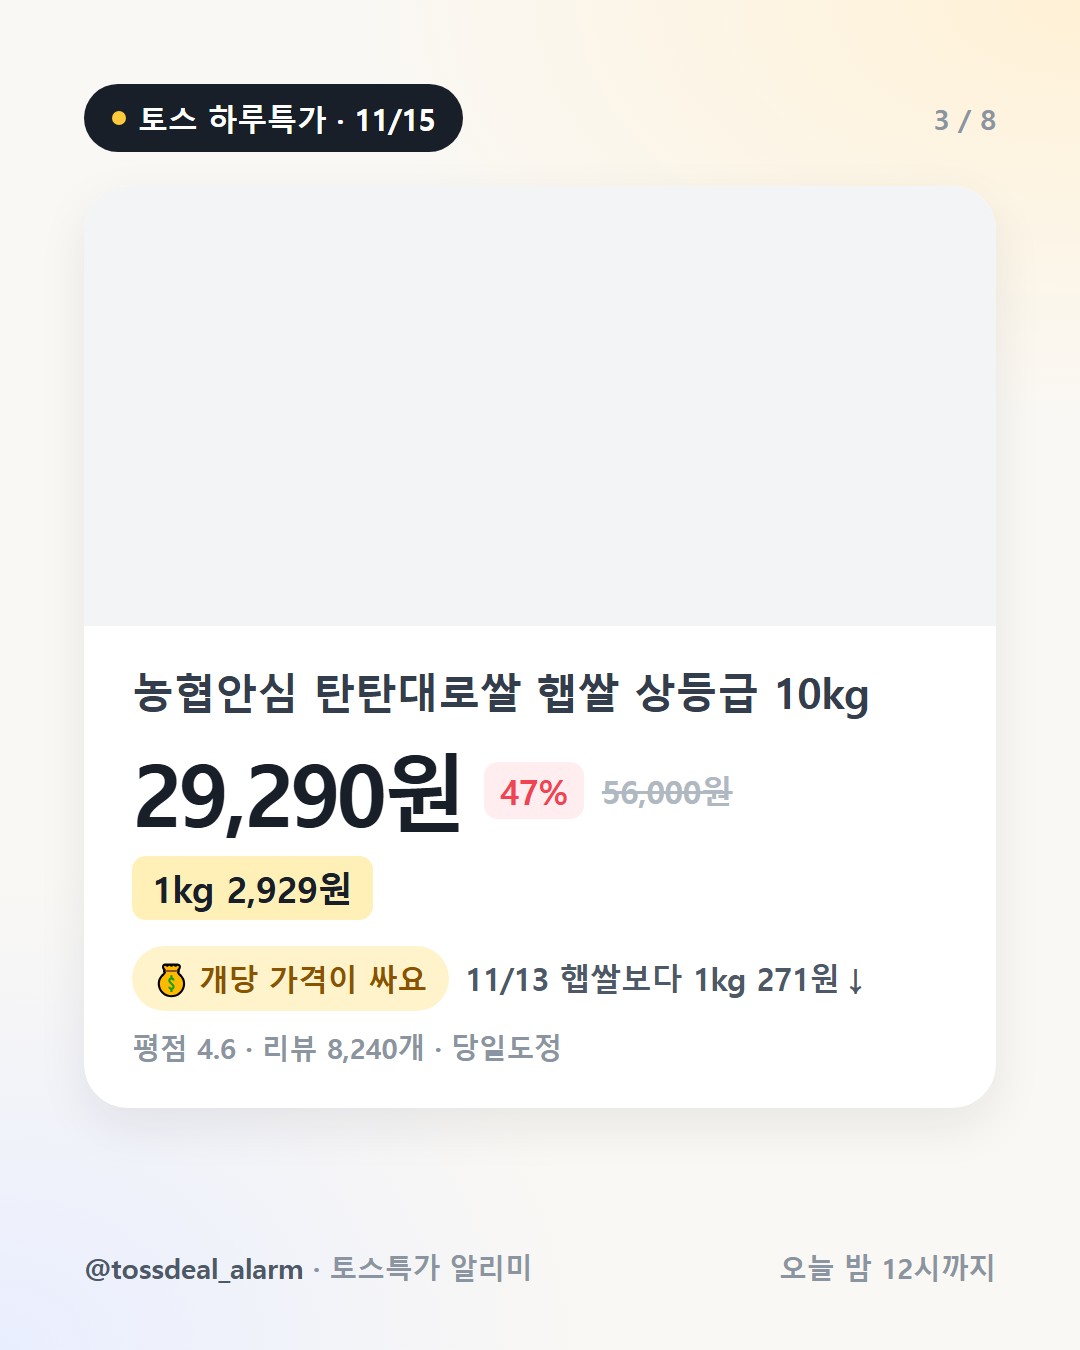 토스 하루특가 · 11/15
3 / 8
농협안심 탄탄대로쌀 햅쌀 상등급 10kg
29,290원 47% 56,000원
1kg 2,929원
개당 가격이 싸요 11/13 햅쌀보다 1kg 271원↓
평점 4.6 · 리뷰 8,240개 · 당일도정
@tossdeal_alarm · 토스특가 알리미
오늘 밤 12시까지